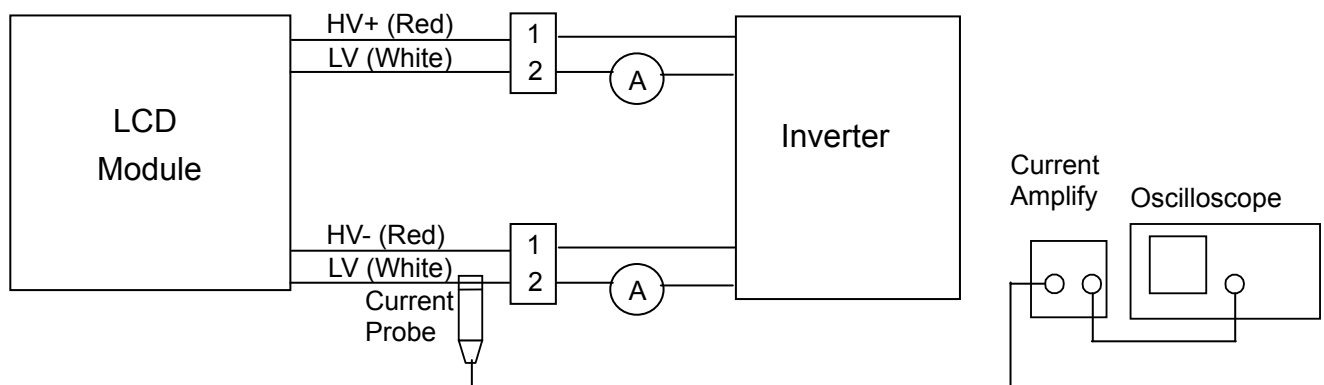 HV+ (Red)
LV (White)
1
2
A
LCD
Module
Inverter
HV- (Red)
LV (White)
1
2
A
Current
Probe
Current
Amplify
Oscilloscope